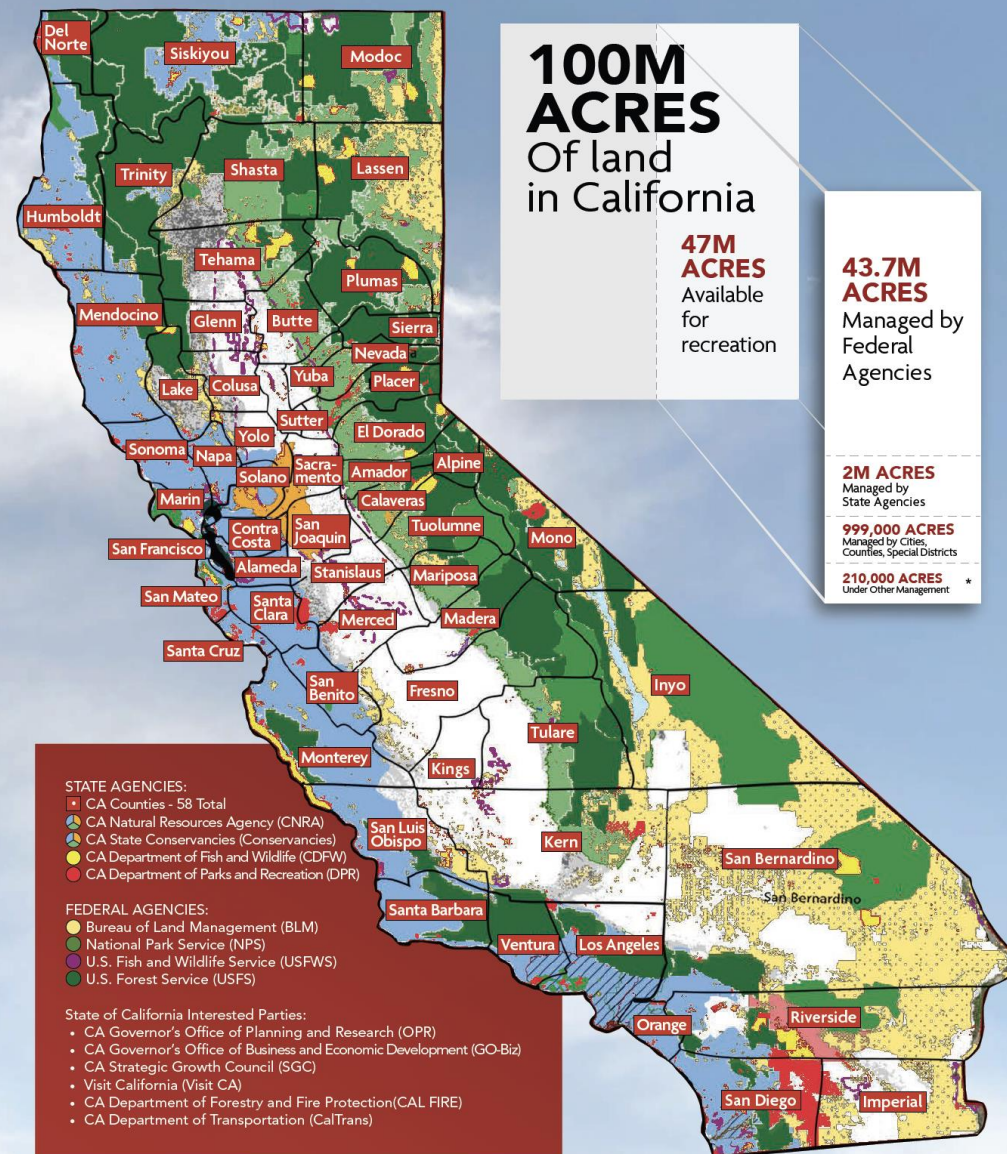 100M
ACRES
Of land
in California
47M
ACRES
Available
for
recreation
43.7M
ACRES
Managed by
Federal
Agencies
2M ACRES
Managed by
State Agencies
999,000 ACRES
Managed by Cities,
Counties, Special Districts
210,000 ACRES *
Under Other Management
Del
Norte
Siskiyou
Modoc
Trinity
Shasta
Lassen
Humboldt
Tehama
Plumas
Mendocino
Glenn
Butte
Sierra
Nevada
Lake
Colusa
Yuba
Placer
Sutter
Yolo
El Dorado
Sonoma
Napa
Solano
Sacra-
mento
Amador
Alpine
Marin
Calaveras
Contra
Costa
San
Joaquin
Tuolumne
Mono
San Francisco
Alameda
Stanislaus
Mariposa
San Mateo
Santa
Clara
Merced
Madera
Santa Cruz
San
Benito
Fresno
Inyo
Tulare
Monterey
Kings
San Luis
Obispo
Kern
San Bernardino
San Bernardino
Santa Barbara
Ventura
Los Angeles
Orange
Riverside
San Diego
Imperial
STATE AGENCIES:
CA Counties - 58 Total
CA Natural Resources Agency (CNRA)
CA State Conservancies (Conservancies)
CA Department of Fish and Wildlife (CDFW)
CA Department of Parks and Recreation (DPR)
FEDERAL AGENCIES:
Bureau of Land Management (BLM)
National Park Service (NPS)
U.S. Fish and Wildlife Service (USFWS)
U.S. Forest Service (USFS)
State of California Interested Parties:
• CA Governor's Office of Planning and Research (OPR)
• CA Governor's Office of Business and Economic Development (GO-Biz)
• CA Strategic Growth Council (SGC)
• Visit California (Visit CA)
• CA Department of Forestry and Fire Protection(CAL FIRE)
• CA Department of Transportation (CalTrans)